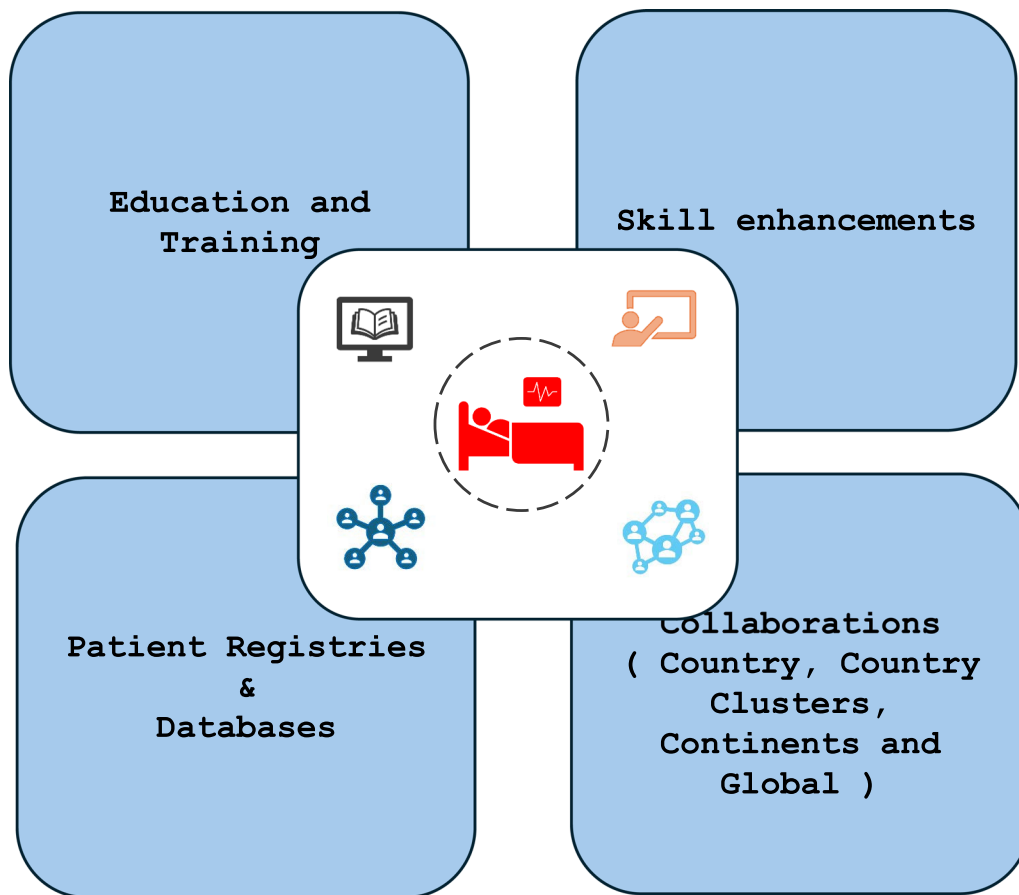 Education and
Training
Skill enhancements
Patient Registries
&
Databases
Collaborations
( Country, Country
Clusters,
Continents and
Global )